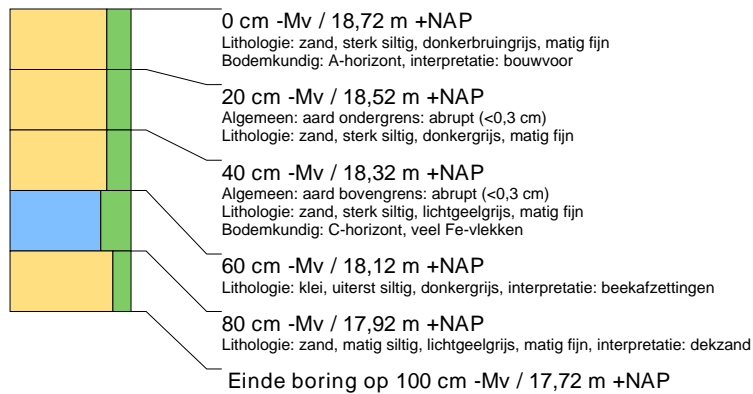 0 cm -Mv / 18,72 m +NAP
Lithologie: zand, sterk siltig, donkerbruingrijs, matig fijn
Bodemkundig: A-horizont, interpretatie: bouwvoor
20 cm -Mv / 18,52 m +NAP
Algemeen: aard ondergrens: abrupt (<0,3 cm)
Lithologie: zand, sterk siltig, donkergrijs, matig fijn
40 cm -Mv / 18,32 m +NAP
Algemeen: aard bovengrens: abrupt (<0,3 cm)
Lithologie: zand, sterk siltig, lichtgeelgrijs, matig fijn
Bodemkundig: C-horizont, veel Fe-vlekken
60 cm -Mv / 18,12 m +NAP
Lithologie: klei, uiterst siltig, donkergrijs, interpretatie: beekafzettingen
80 cm -Mv / 17,92 m +NAP
Lithologie: zand, matig siltig, lichtgeelgrijs, matig fijn, interpretatie: dekzand
Einde boring op 100 cm -Mv / 17,72 m +NAP